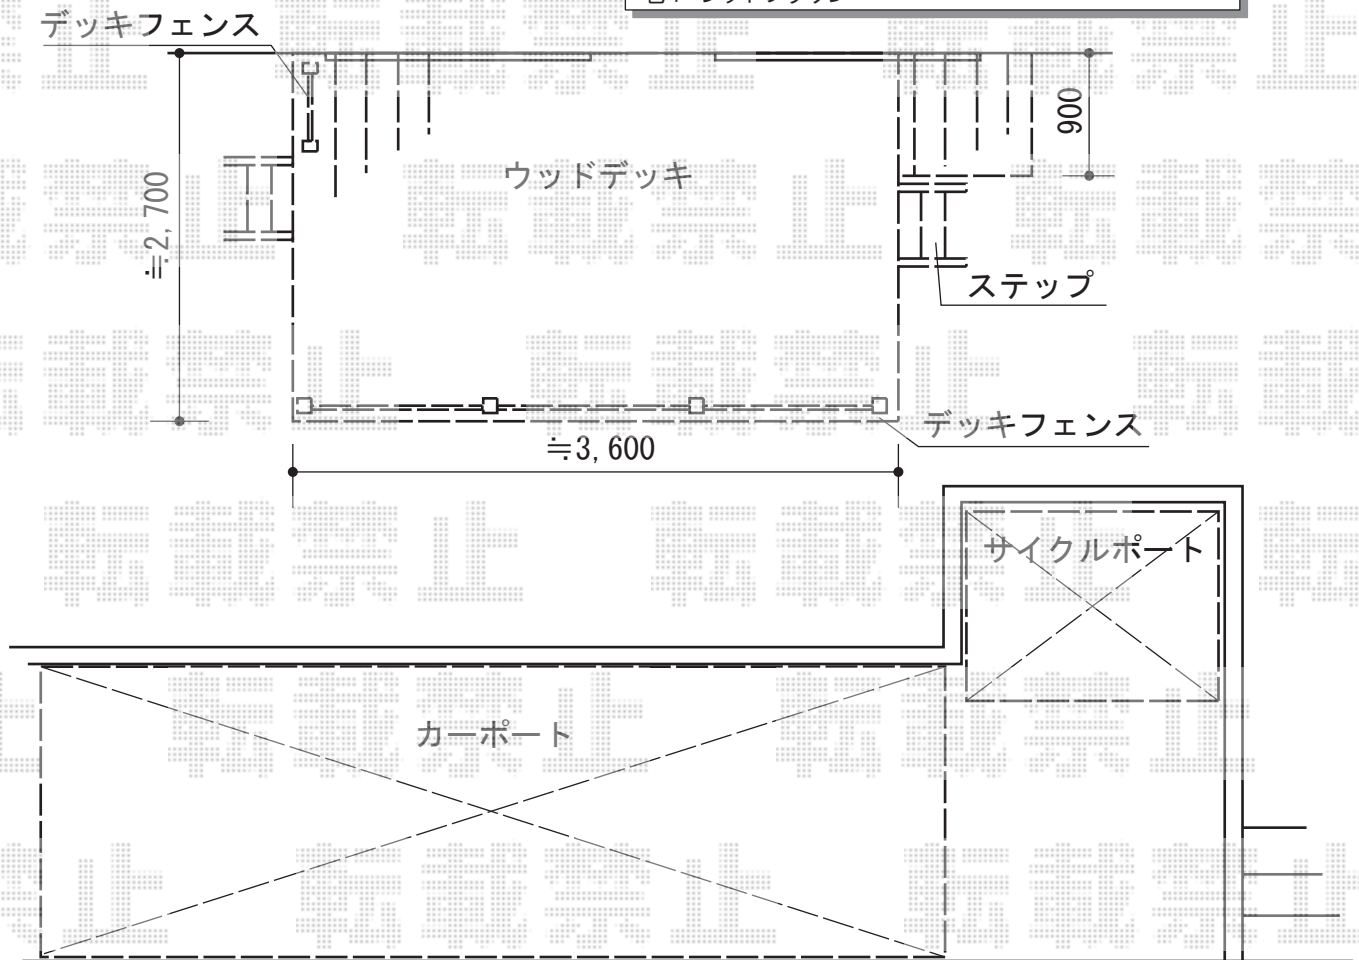 デッキフェンス
900
ウッドデッキ
≒2,700
ステップ
デッキフェンス
≒3,600
サイクルポート
カーポート
転載禁止